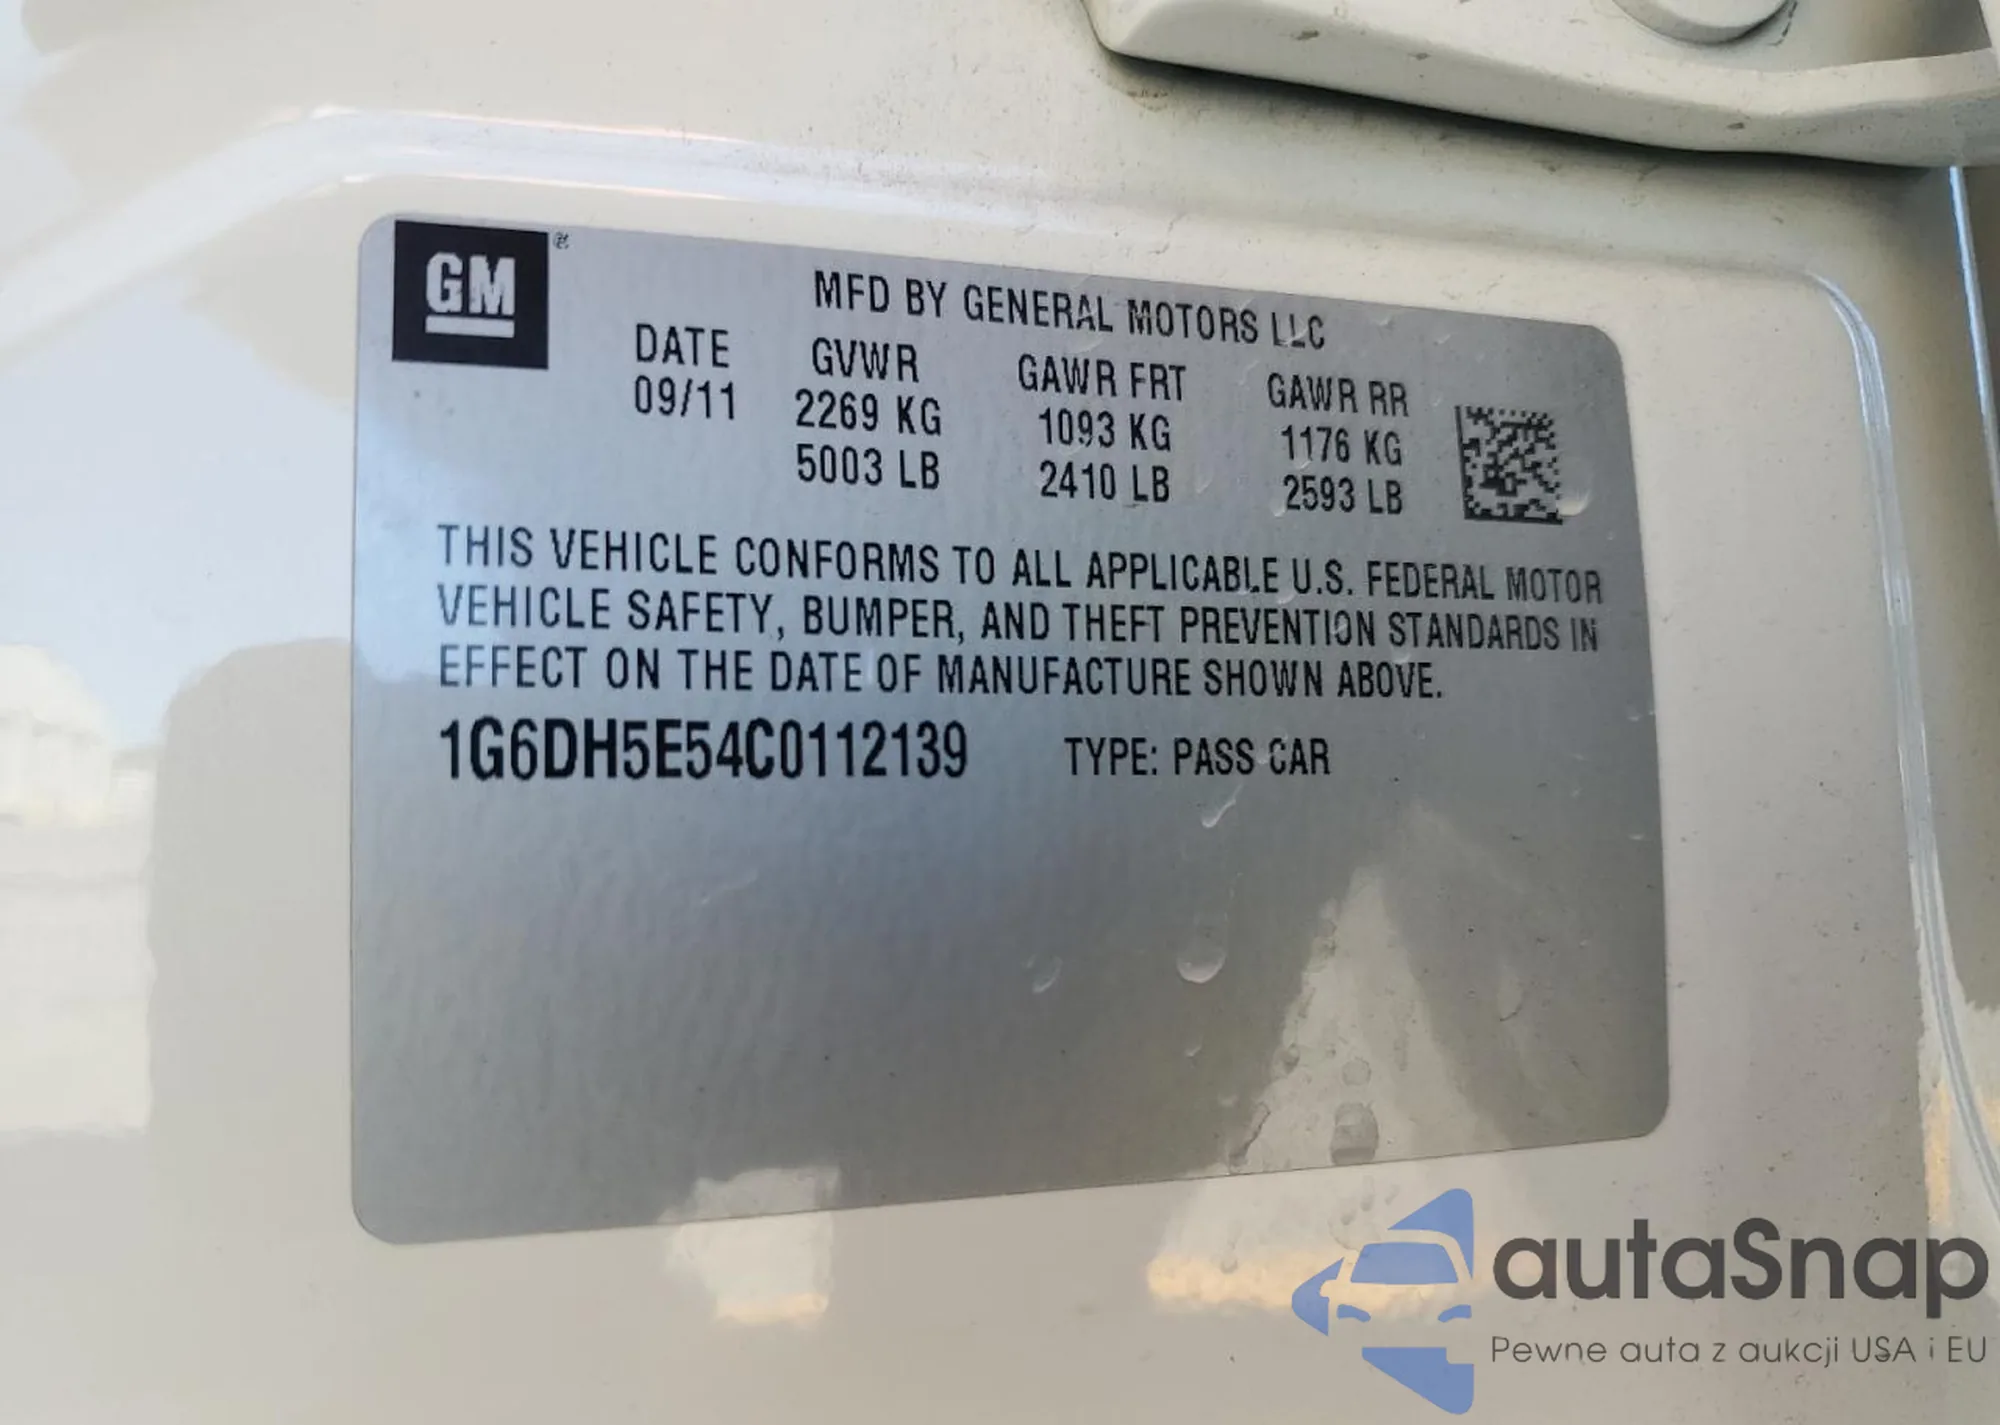 GM
MFD BY GENERAL MOTORS LLC
DATE GVWR GAWR FRT GAWR RR
09/11 2269 KG 1093 KG 1176 KG
5003 LB 2410 LB 2593 LB
THIS VEHICLE CONFORMS TO ALL APPLICABLE U.S. FEDERAL MOTOR
VEHICLE SAFETY, BUMPER, AND THEFT PREVENTION STANDARDS IN
EFFECT ON THE DATE OF MANUFACTURE SHOWN ABOVE.
1G6DH5E54C0112139 TYPE: PASS CAR
autaSnap
Pewne auta z aukcji USA i EU